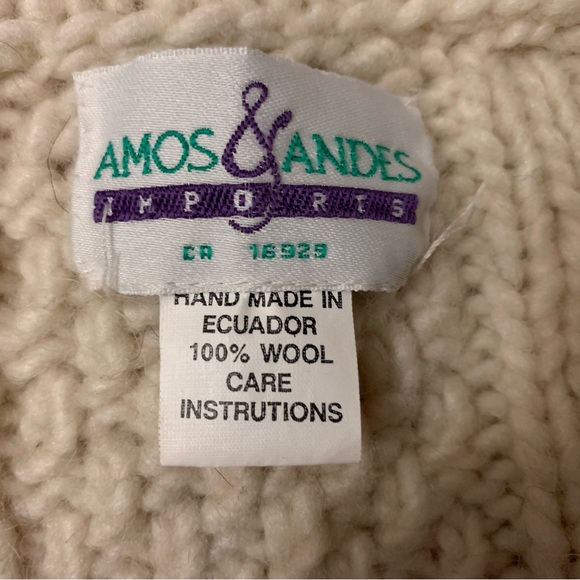 AMOS & ANDES
IMPORTS
CA 16929
HAND MADE IN
ECUADOR
100% WOOL
CARE
INSTRUTIONS